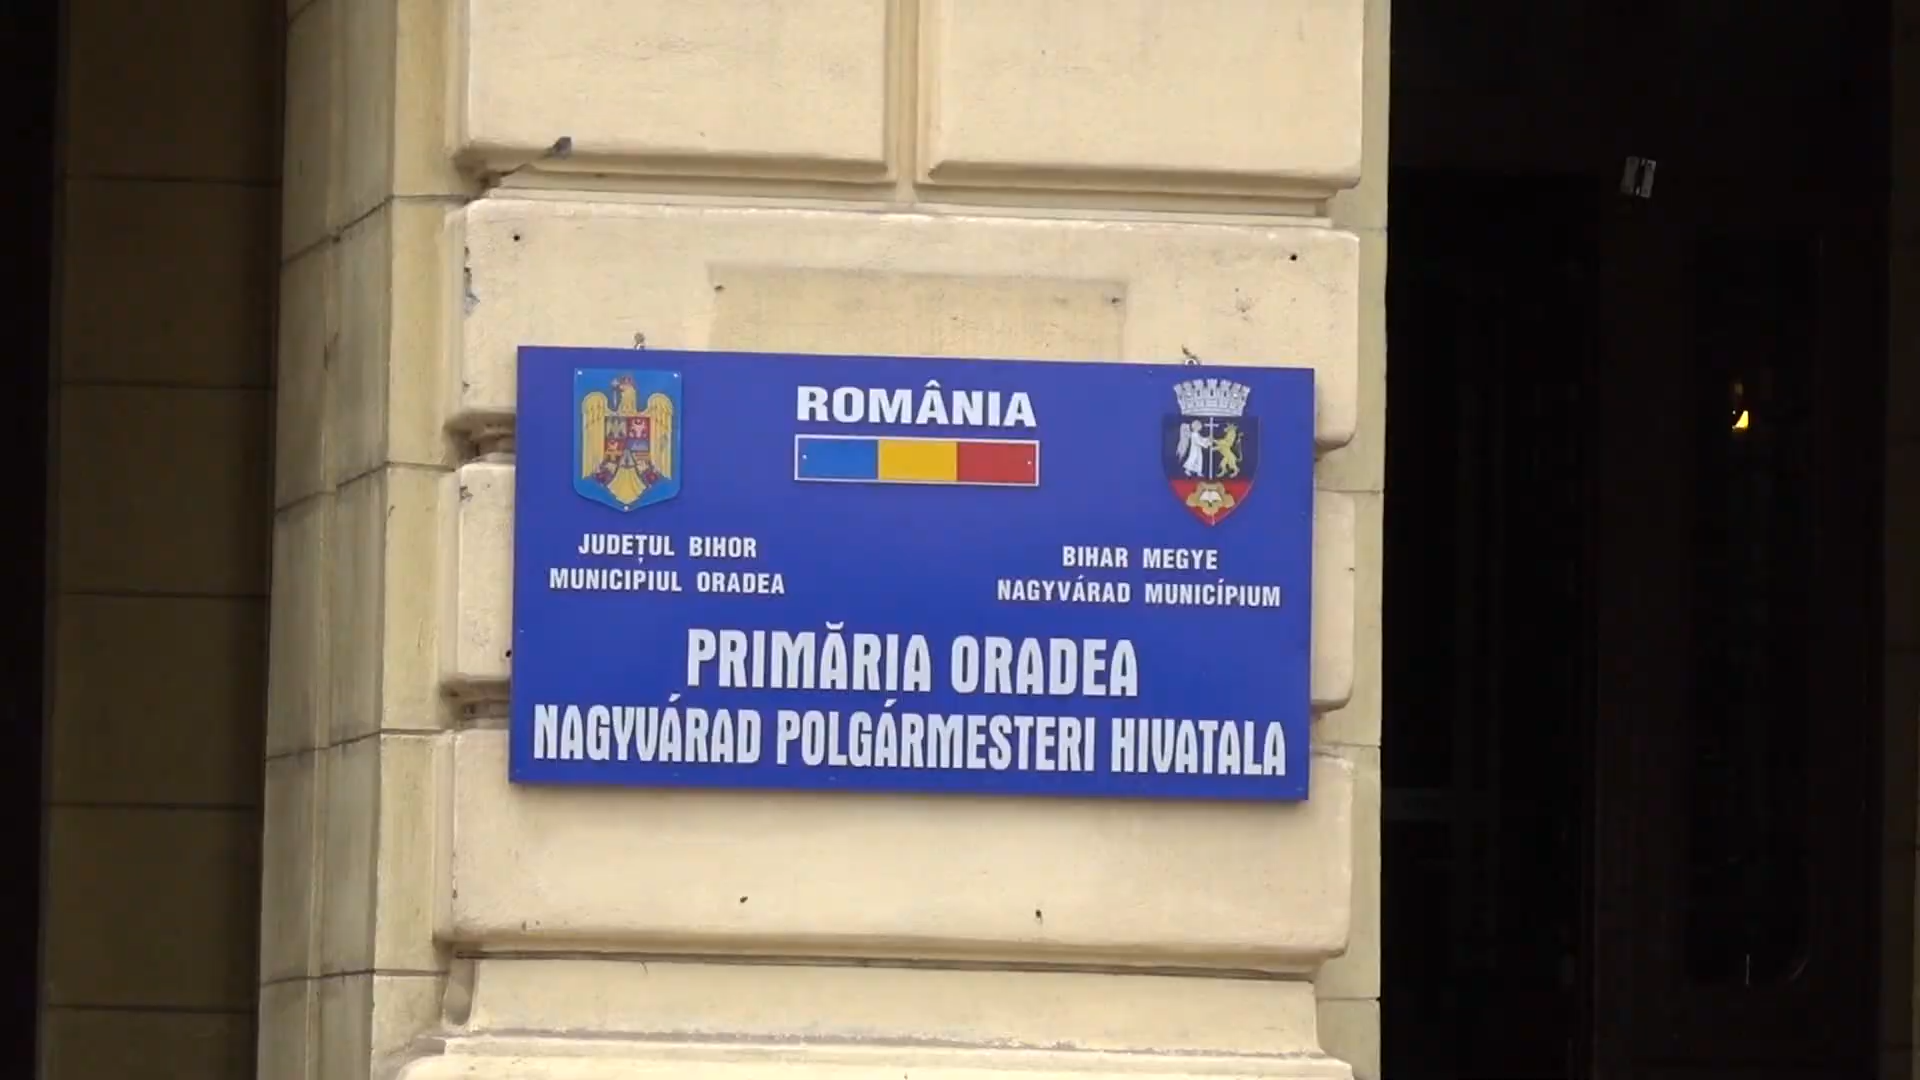 ROMÂNIA
JUDEȚUL BIHOR
MUNICIPIUL ORADEA
BIHAR MEGYE
NAGYVÁRAD MUNICÍPIUM
PRIMĂRIA ORADEA
NAGYVÁRAD POLGÁRMESTERI HIVATALA